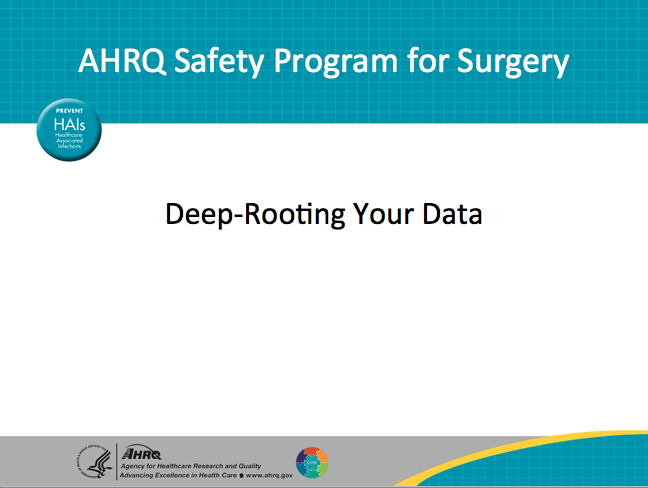 AHRQ Safety Program for Surgery
PREVENT
HAIs
Healthcare
Associated
Infections
Deep-Rooting Your Data
AHRQ
Agency for Healthcare Research and Quality
Advancing Excellence in Health Care • www.ahrq.gov